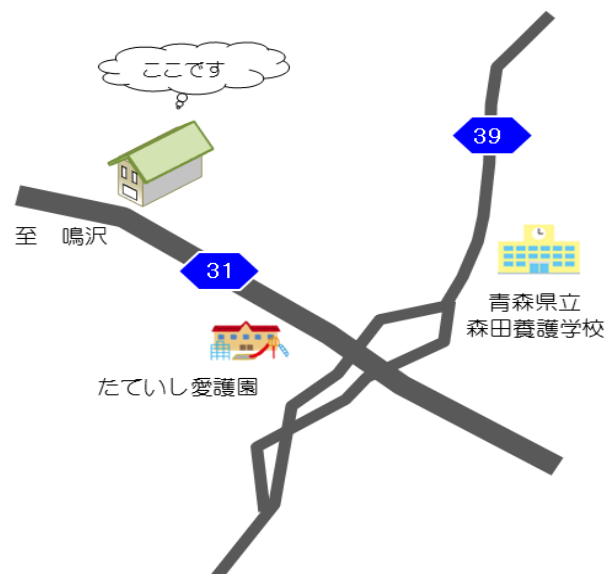 ここです
39
至　鳴沢
31
青森県立
森田養護学校
たていし愛護園